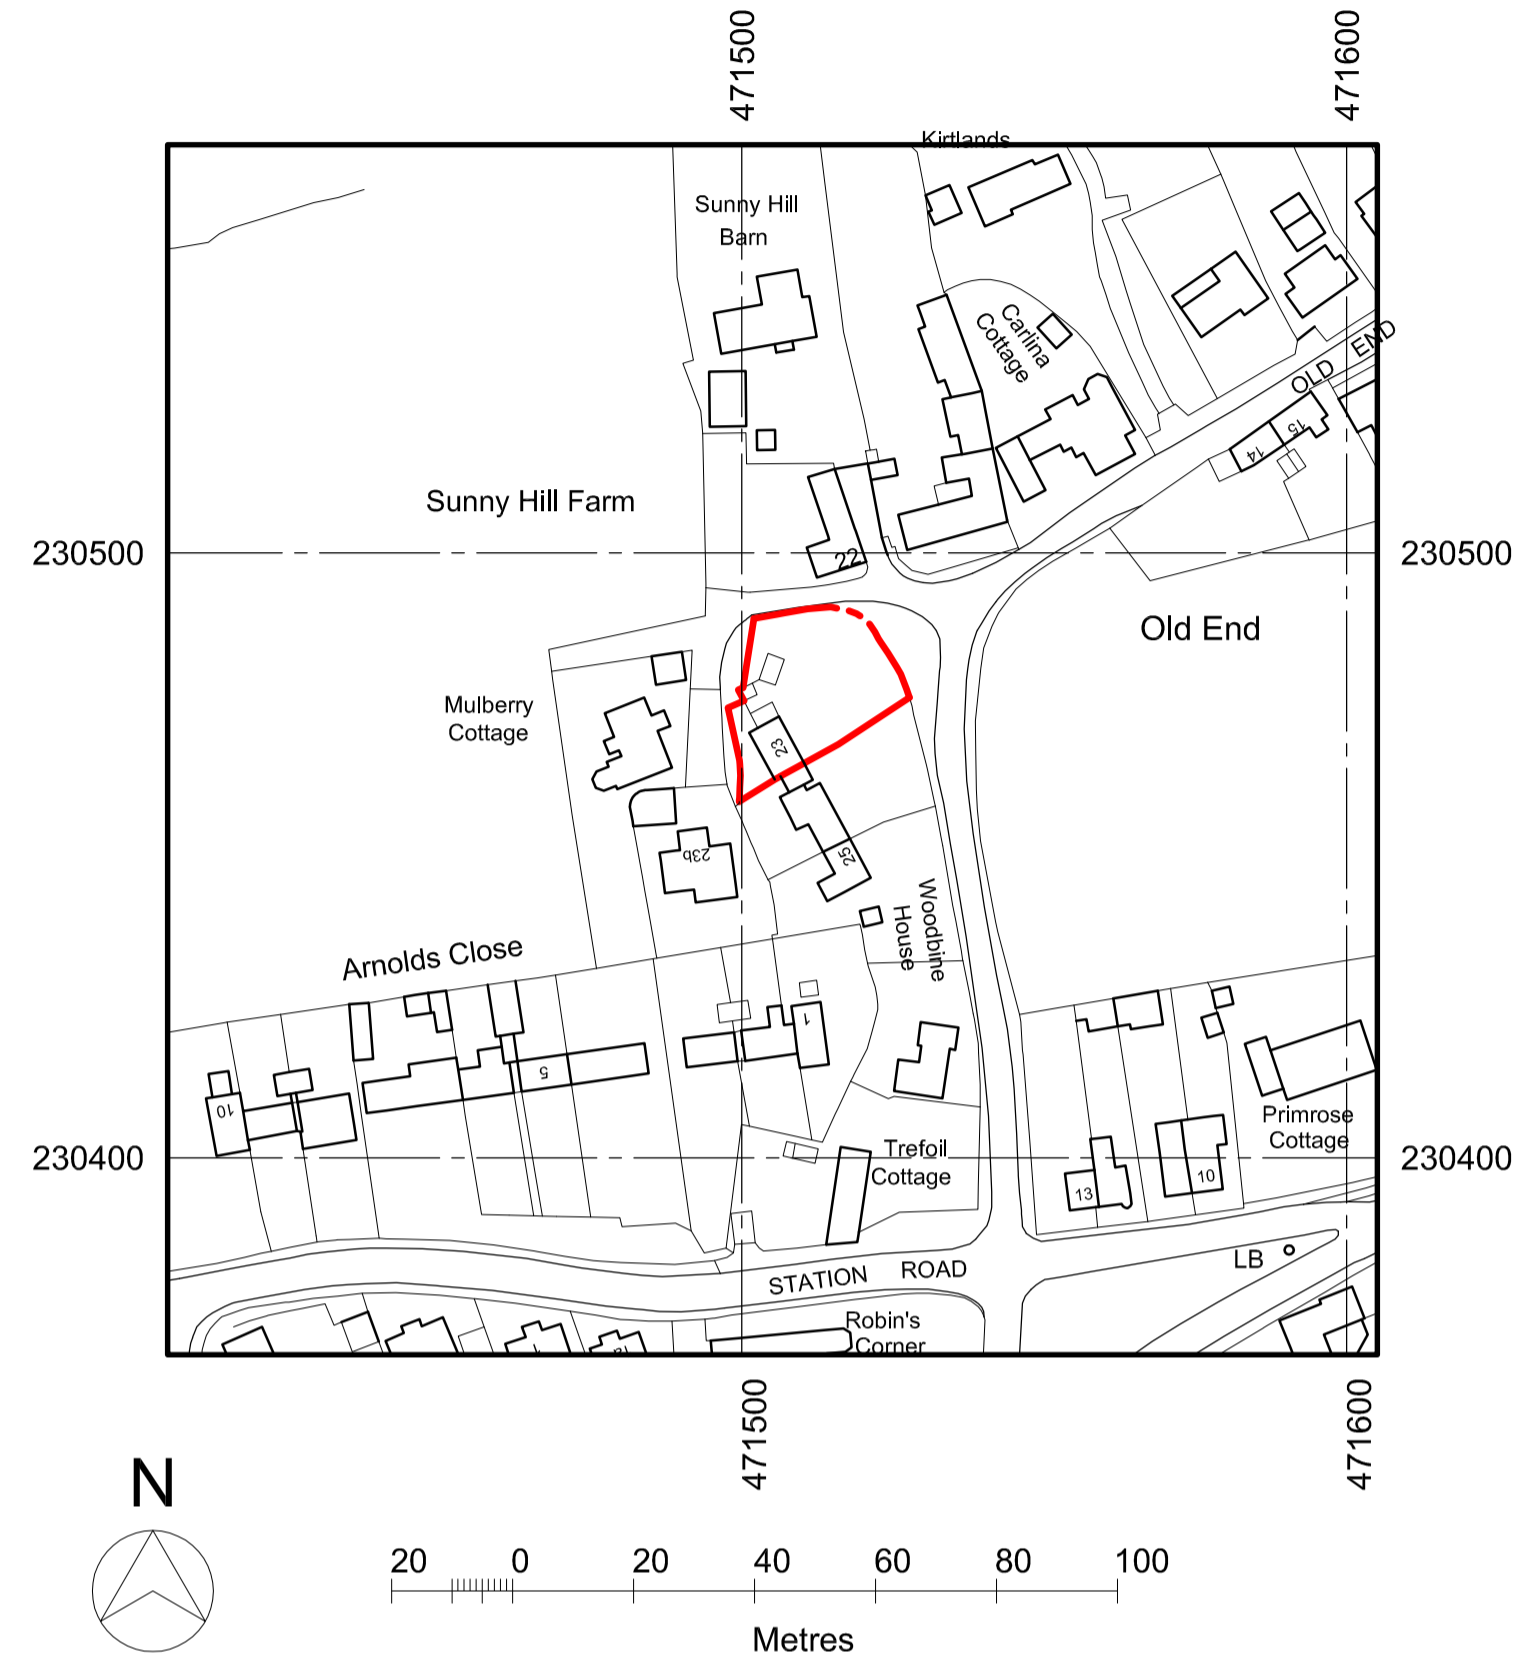 471500
471600
Kirtlands
Sunny Hill
Barn
Carlina
Cottage
OLD END
15
14
Sunny Hill Farm
230500
22
230500
Old End
Mulberry
Cottage
23
23b
25
Woodbine
House
Arnolds Close
1
5
10
Primrose
Cottage
230400
Trefoil
Cottage
13
10
230400
LB
STATION ROAD
Robin's
Corner
471500
471600
N
20 0 20 40 60 80 100
Metres